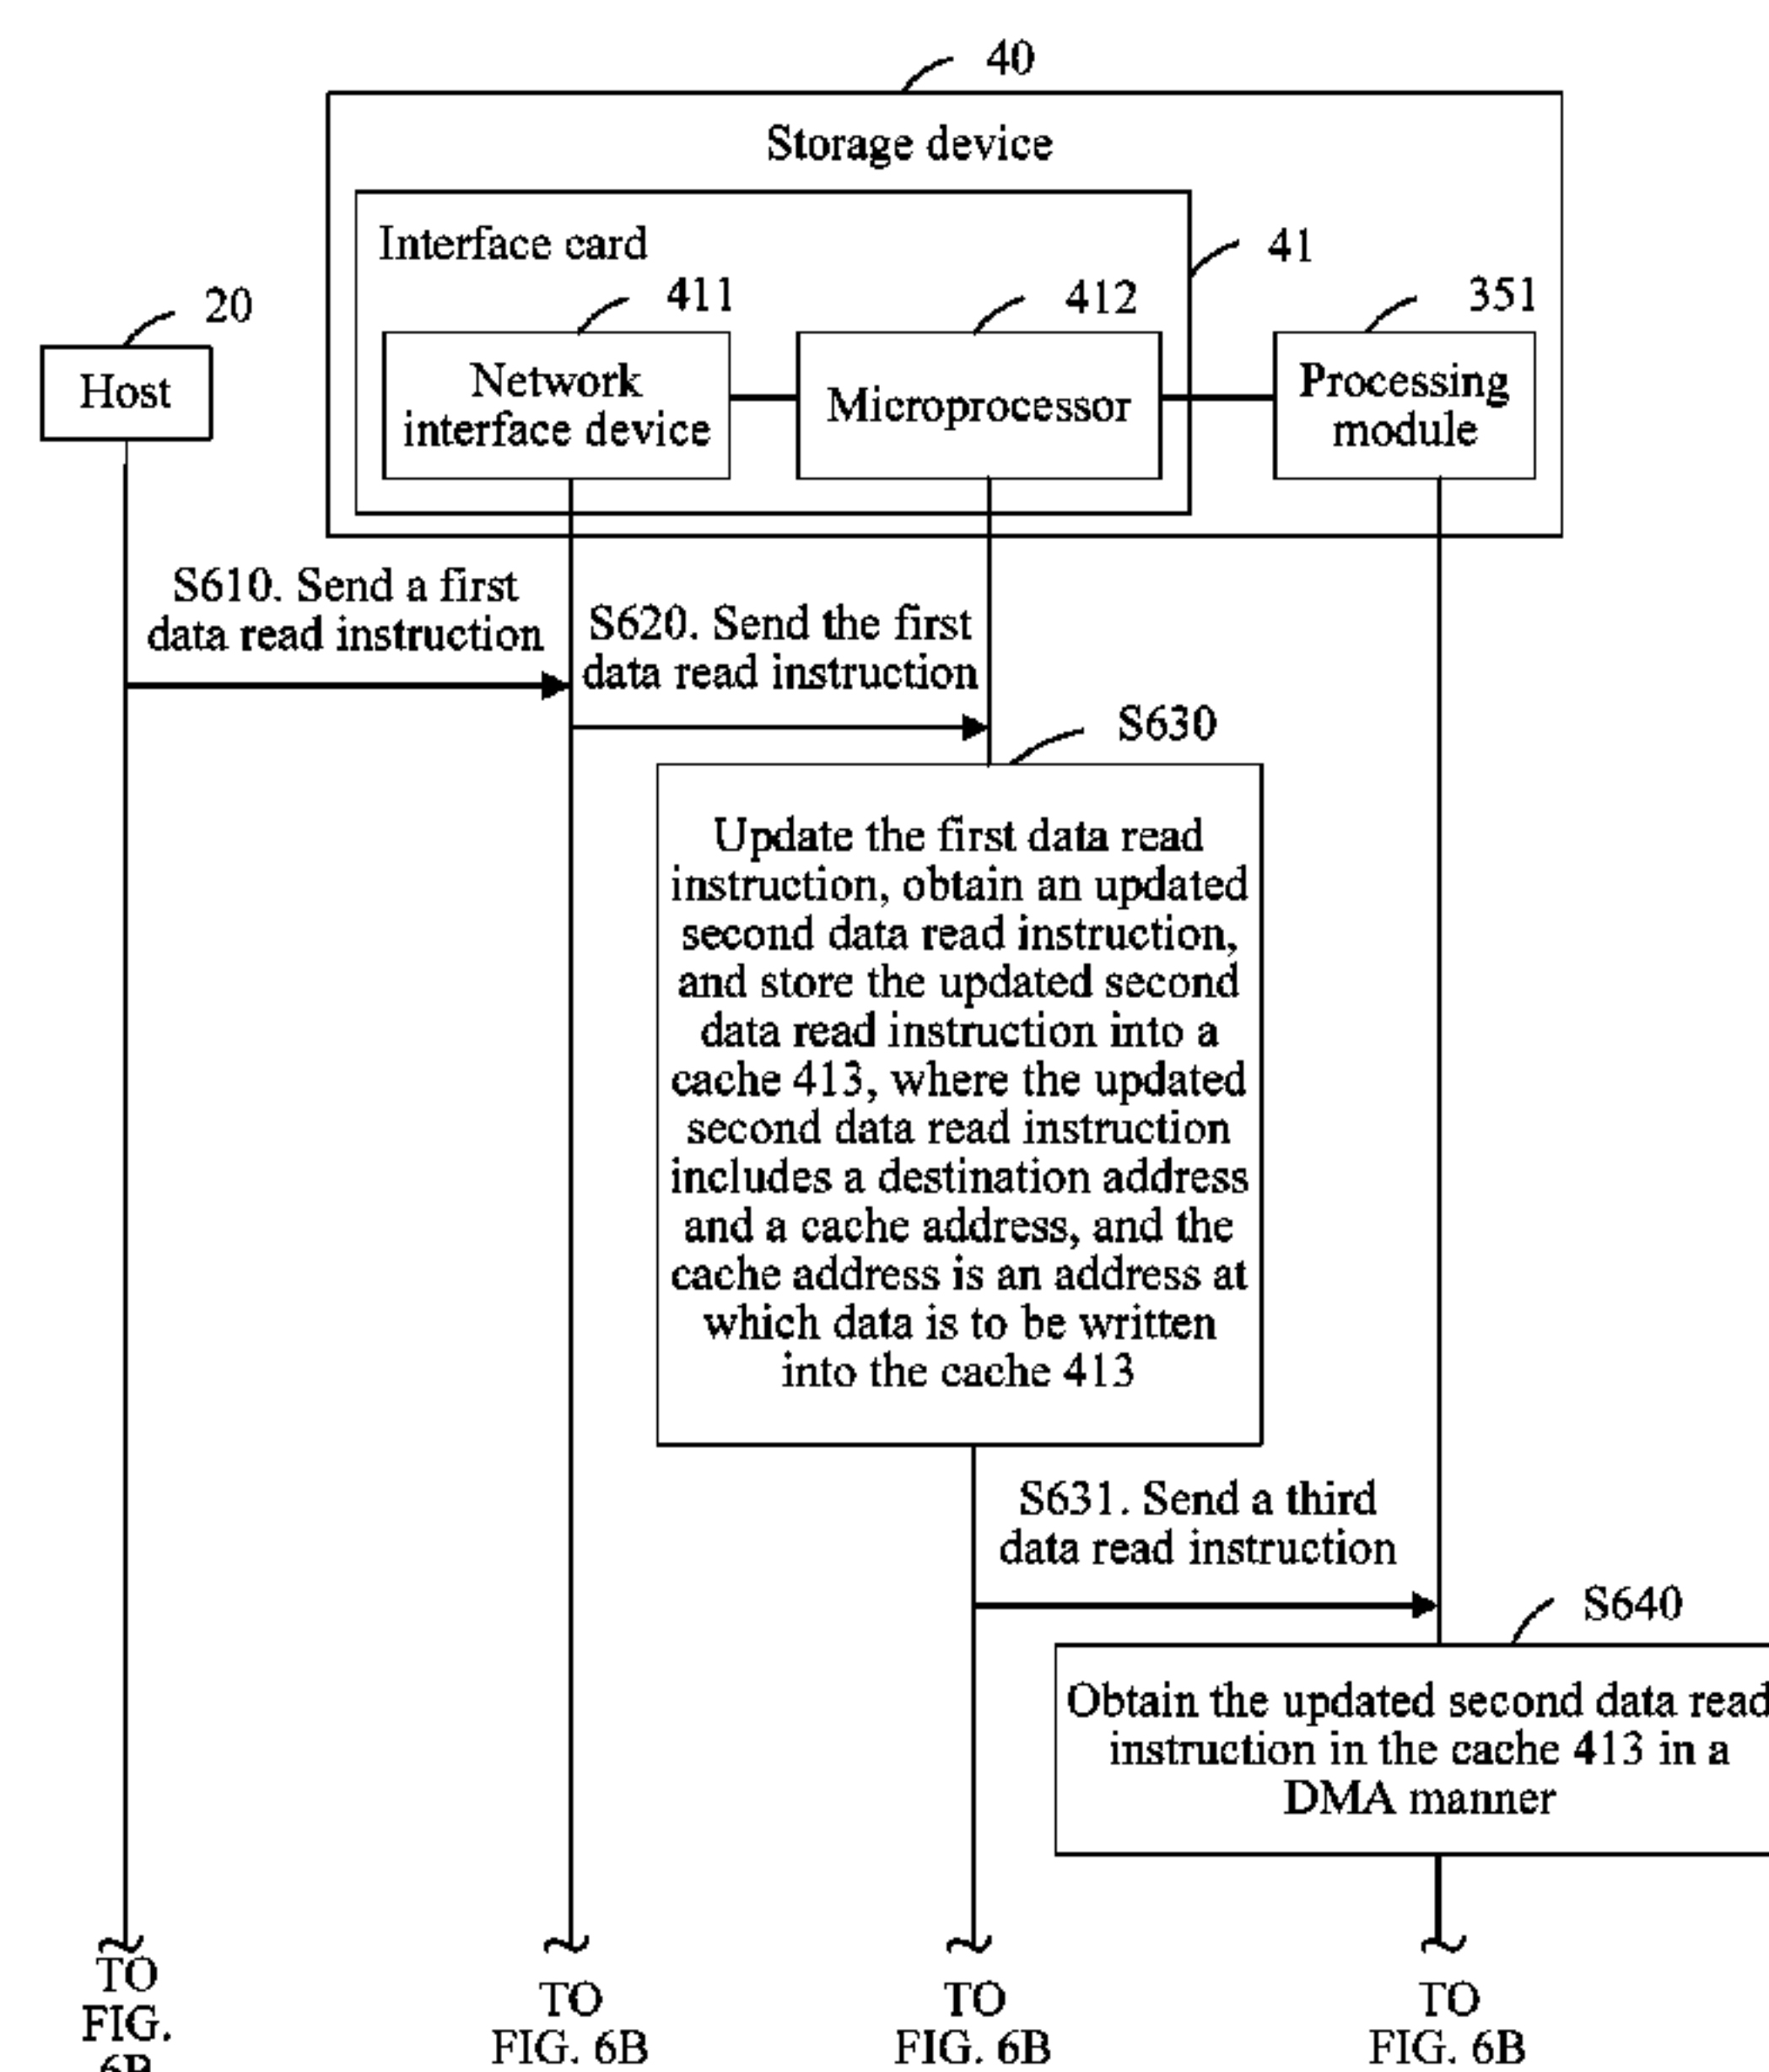 40
Storage device
Interface card
41
20
411
412
351
Host
Network
interface device
Microprocessor
Processing
module
S610. Send a first
data read instruction
S620. Send the first
data read instruction
S630
Update the first data read
instruction, obtain an updated
second data read instruction,
and store the updated second
data read instruction into a
cache 413, where the updated
second data read instruction
includes a destination address
and a cache address, and the
cache address is an address at
which data is to be written
into the cache 413
S631. Send a third
data read instruction
S640
Obtain the updated second data read
instruction in the cache 413 in a
DMA manner
TO
FIG.
6B
TO
FIG. 6B
TO
FIG. 6B
TO
FIG. 6B